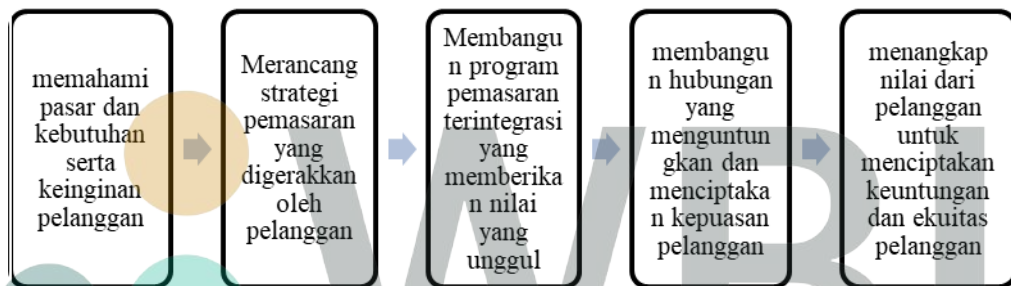 memahami
pasar dan
kebutuhan
serta
keinginan
pelanggan
Merancang
strategi
pemasaran
yang
digerakkan
oleh
pelanggan
Membangu
n program
pemasaran
terintegrasi
yang
memberika
n nilai
yang
unggul
membangu
n hubungan
yang
menguntun
gkan dan
menciptaka
n kepuasan
pelanggan
menangkap
nilai dari
pelanggan
untuk
menciptakan
keuntungan
dan ekuitas
pelanggan